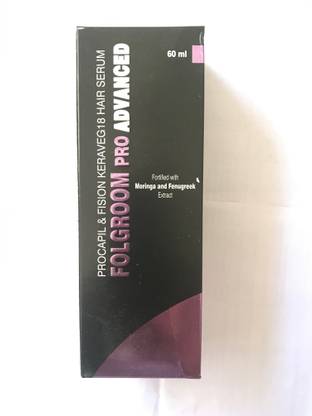 60 ml
PROCAPIL & FISION KERAVEG18 HAIR SERUM
FOLGROOM PRO ADVANCED
Fortified with
Moringa and Fenugreek
Extract